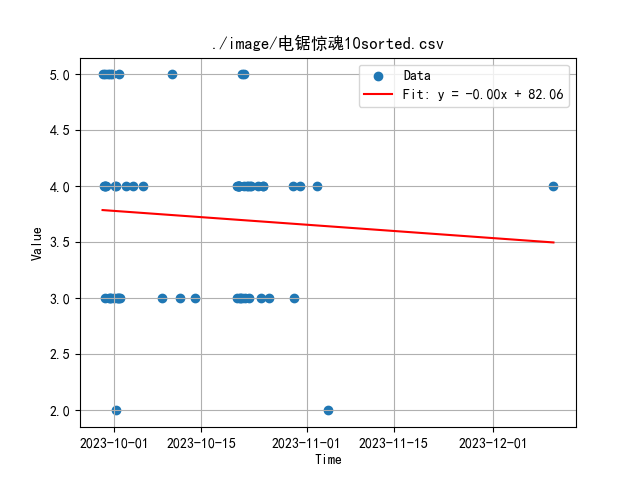 ./image/电锯惊魂10sorted.csv
Data
Fit: y = -0.00x + 82.06
5.0
4.5
4.0
3.5
3.0
2.5
2.0
Value
2023-10-01 2023-10-15 2023-11-01 2023-11-15 2023-12-01
Time